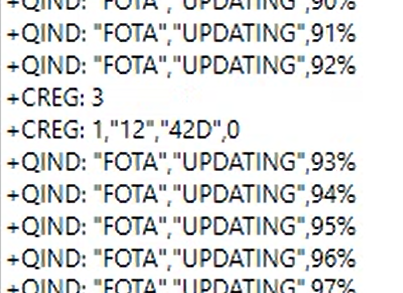 +QIND: "FOTA","UPDATING",90%
+QIND: "FOTA","UPDATING",91%
+QIND: "FOTA","UPDATING",92%
+CREG: 3
+CREG: 1,"12","42D",0
+QIND: "FOTA","UPDATING",93%
+QIND: "FOTA","UPDATING",94%
+QIND: "FOTA","UPDATING",95%
+QIND: "FOTA","UPDATING",96%
+QIND: "FOTA","UPDATING",97%